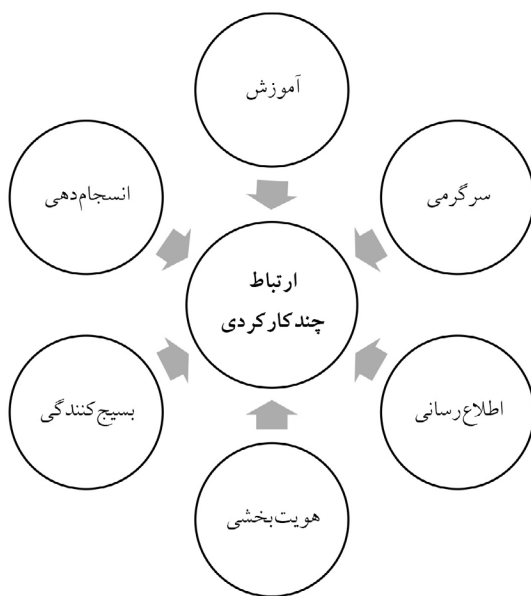 آموزش
سرگرمی
انسجام‌دهی
ارتباط
چندکارکردی
اطلاع‌رسانی
بسیج‌کنندگی
هویت‌بخشی